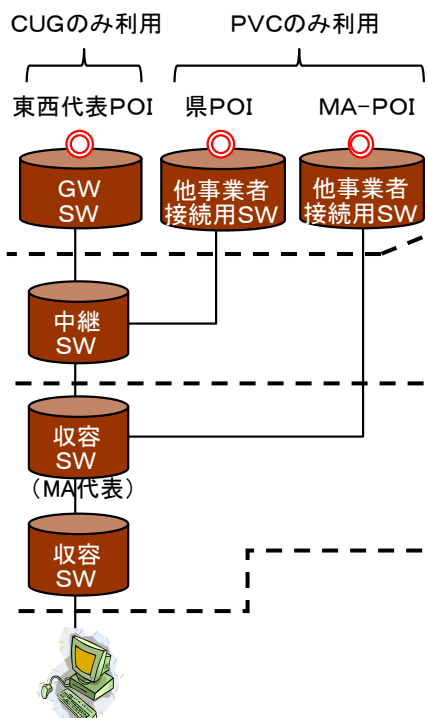 CUGのみ利用
PVCのみ利用
東西代表POI
県POI
MA-POI
GW
SW
他事業者
接続用SW
他事業者
接続用SW
中継
SW
収容
SW
(MA代表)
収容
SW